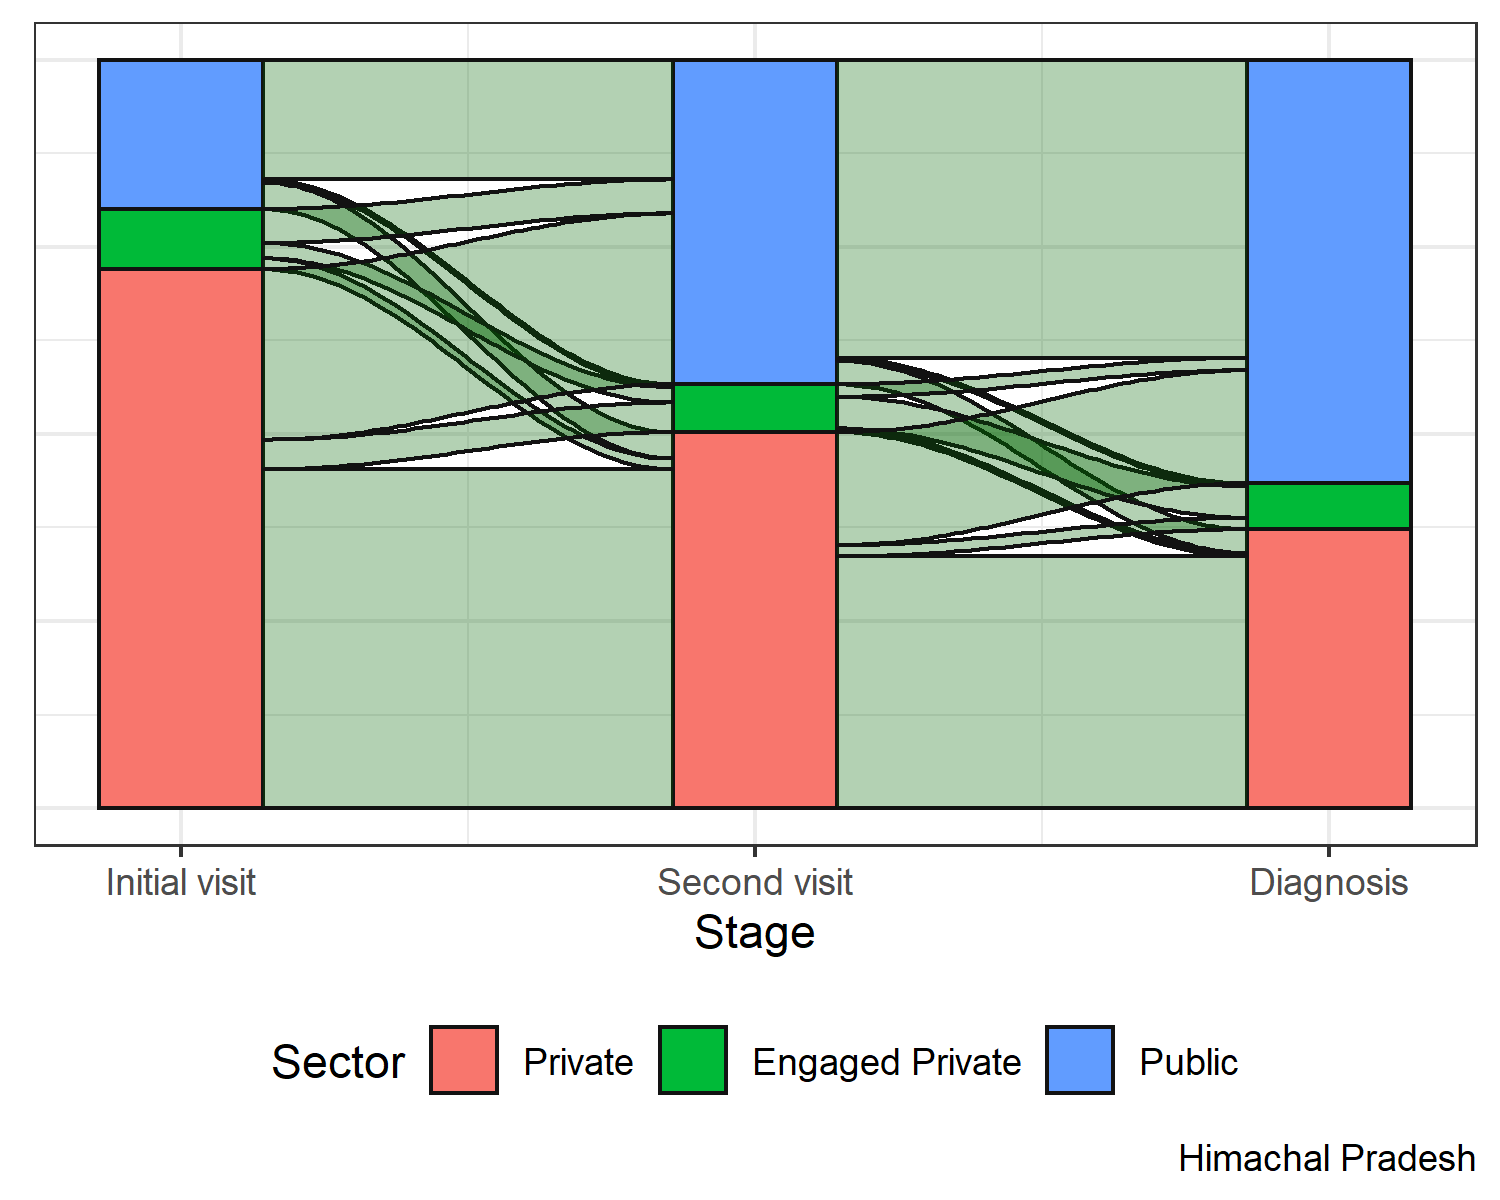 Initial visit Second visit Diagnosis
Stage
Sector Private Engaged Private Public
Himachal Pradesh